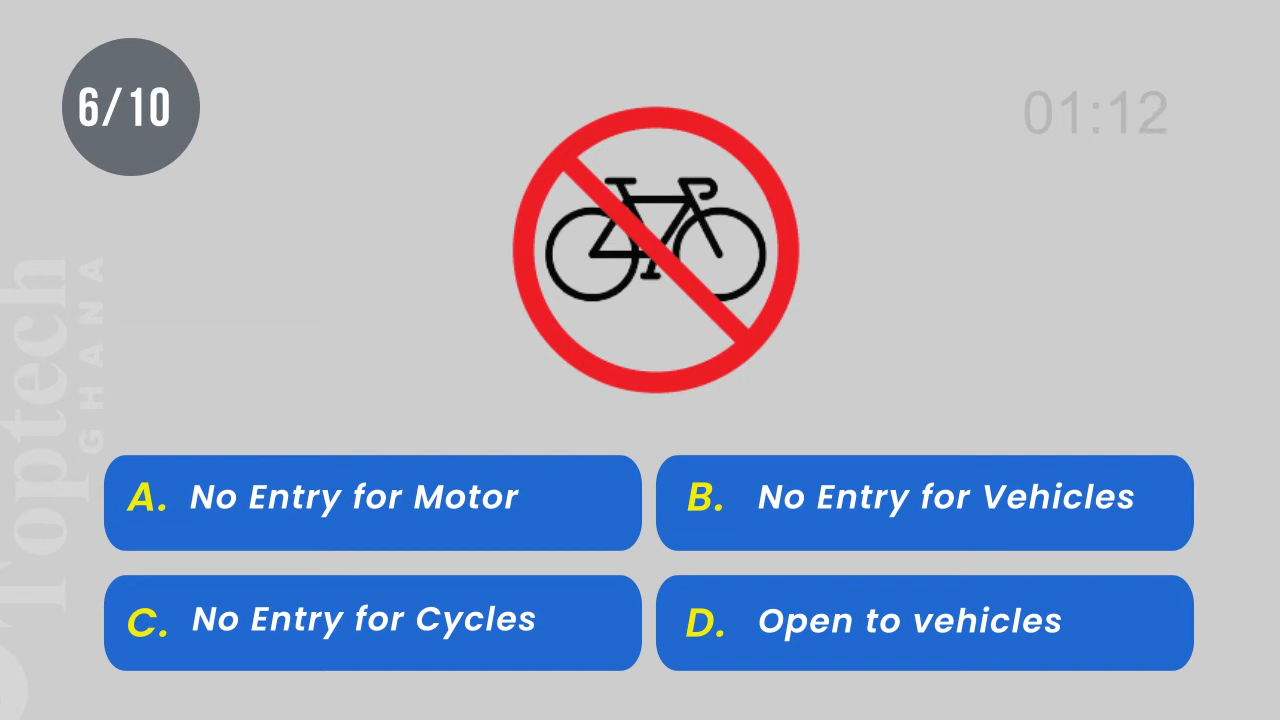 6/10
01:12
Toptech
GHANA
A. No Entry for Motor
B. No Entry for Vehicles
C. No Entry for Cycles
D. Open to vehicles